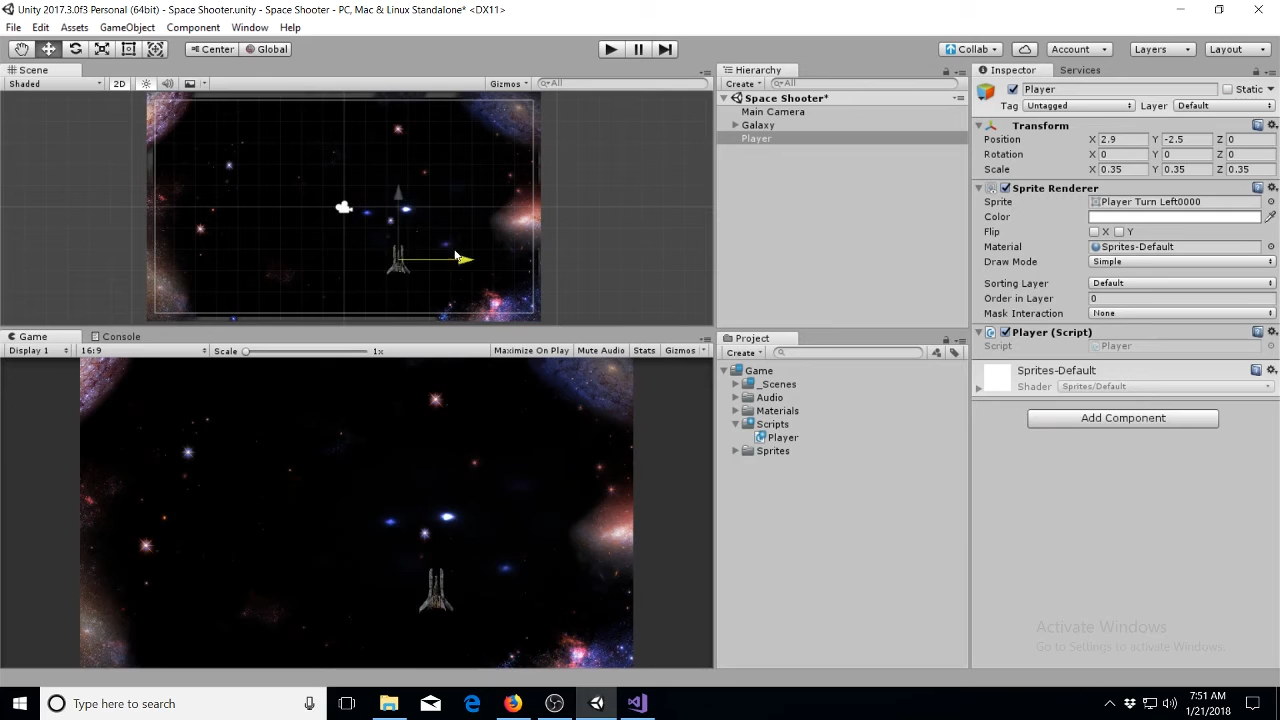 Unity 2017.3.0f3 Personal (64bit) - Space Shooter.unity - Space Shooter - PC, Mac & Linux Standalone* <DX11>
File Edit Assets GameObject Component Window Help
Center Global Collab Account Layers Layout
Scene
Shaded 2D Gizmos All
Hierarchy
Create All
Space Shooter*
Main Camera
Galaxy
Player
Inspector Services
Player Static
Tag Untagged Layer Default
Transform
Position X 2.9 Y -2.5 Z 0
Rotation X 0 Y 0 Z 0
Scale X 0.35 Y 0.35 Z 0.35
Sprite Renderer
Sprite Player Turn Left0000
Color
Flip X Y
Material Sprites-Default
Draw Mode Simple
Sorting Layer Default
Order in Layer 0
Mask Interaction None
Player (Script)
Script Player
Sprites-Default
Shader Sprites/Default
Add Component
Game Console
Display 1 16:9 Scale 1x Maximize On Play Mute Audio Stats Gizmos
Project
Create
Game
_Scenes
Audio
Materials
Scripts
Player
Sprites
Activate Windows
Go to Settings to activate Windows.
Type here to search
7:51 AM
1/21/2018